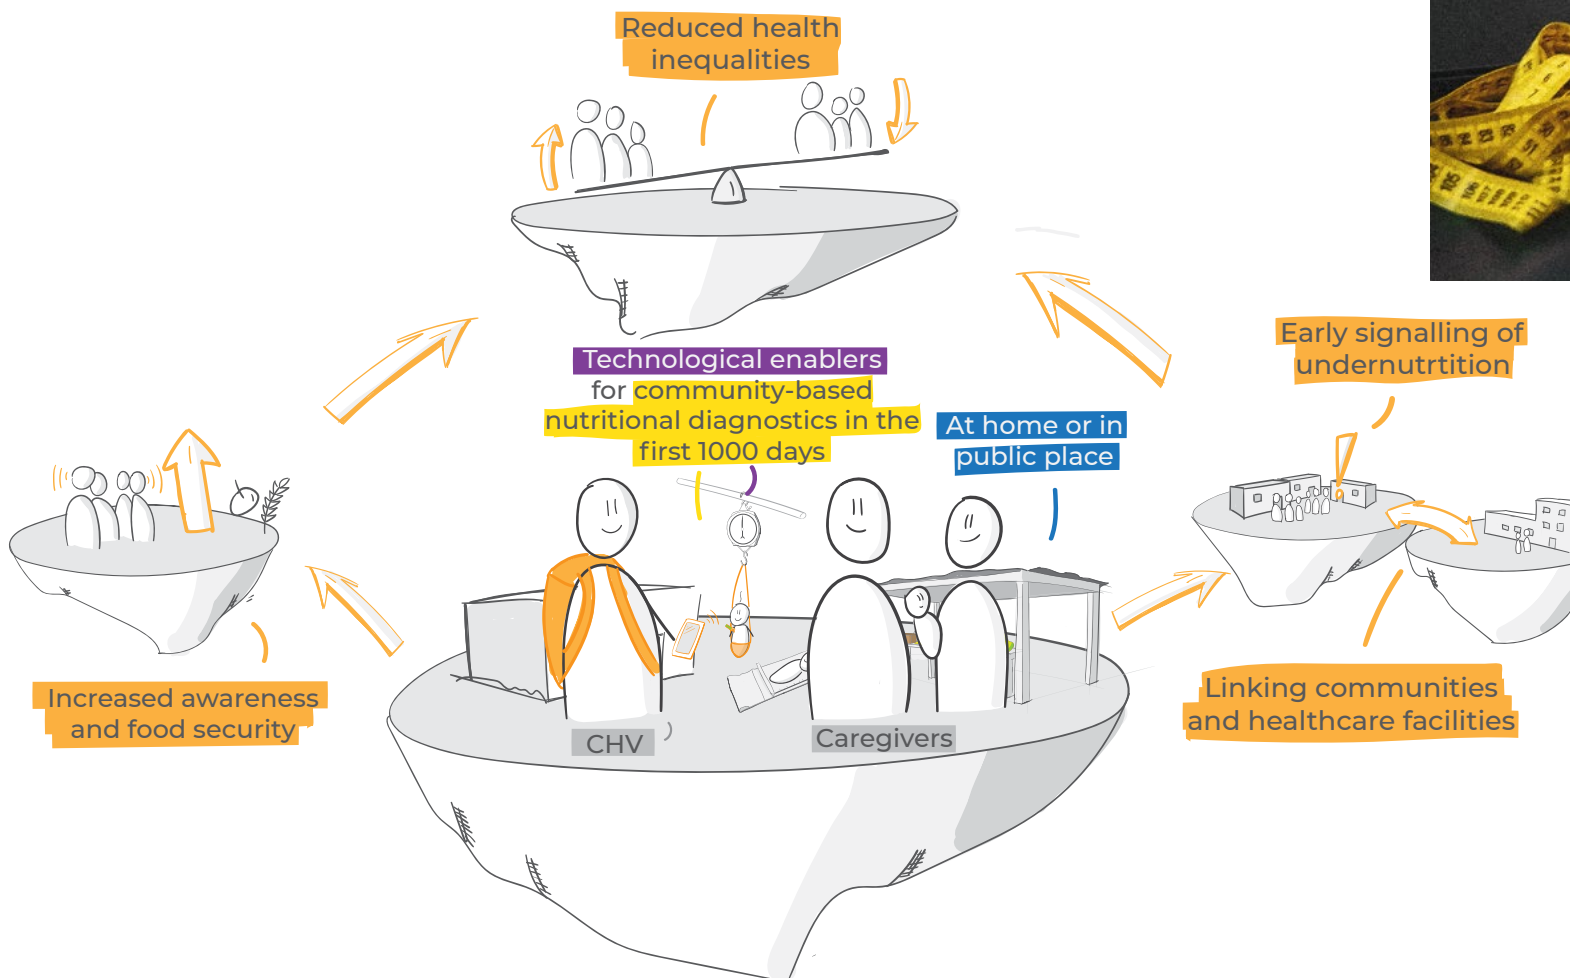 Reduced health
inequalities
Technological enablers
for community-based
nutritional diagnostics in the
first 1000 days
At home or in
public place
Early signalling of
undernutrtition
Increased awareness
and food security
Linking communities
and healthcare facilities
CHV
Caregivers